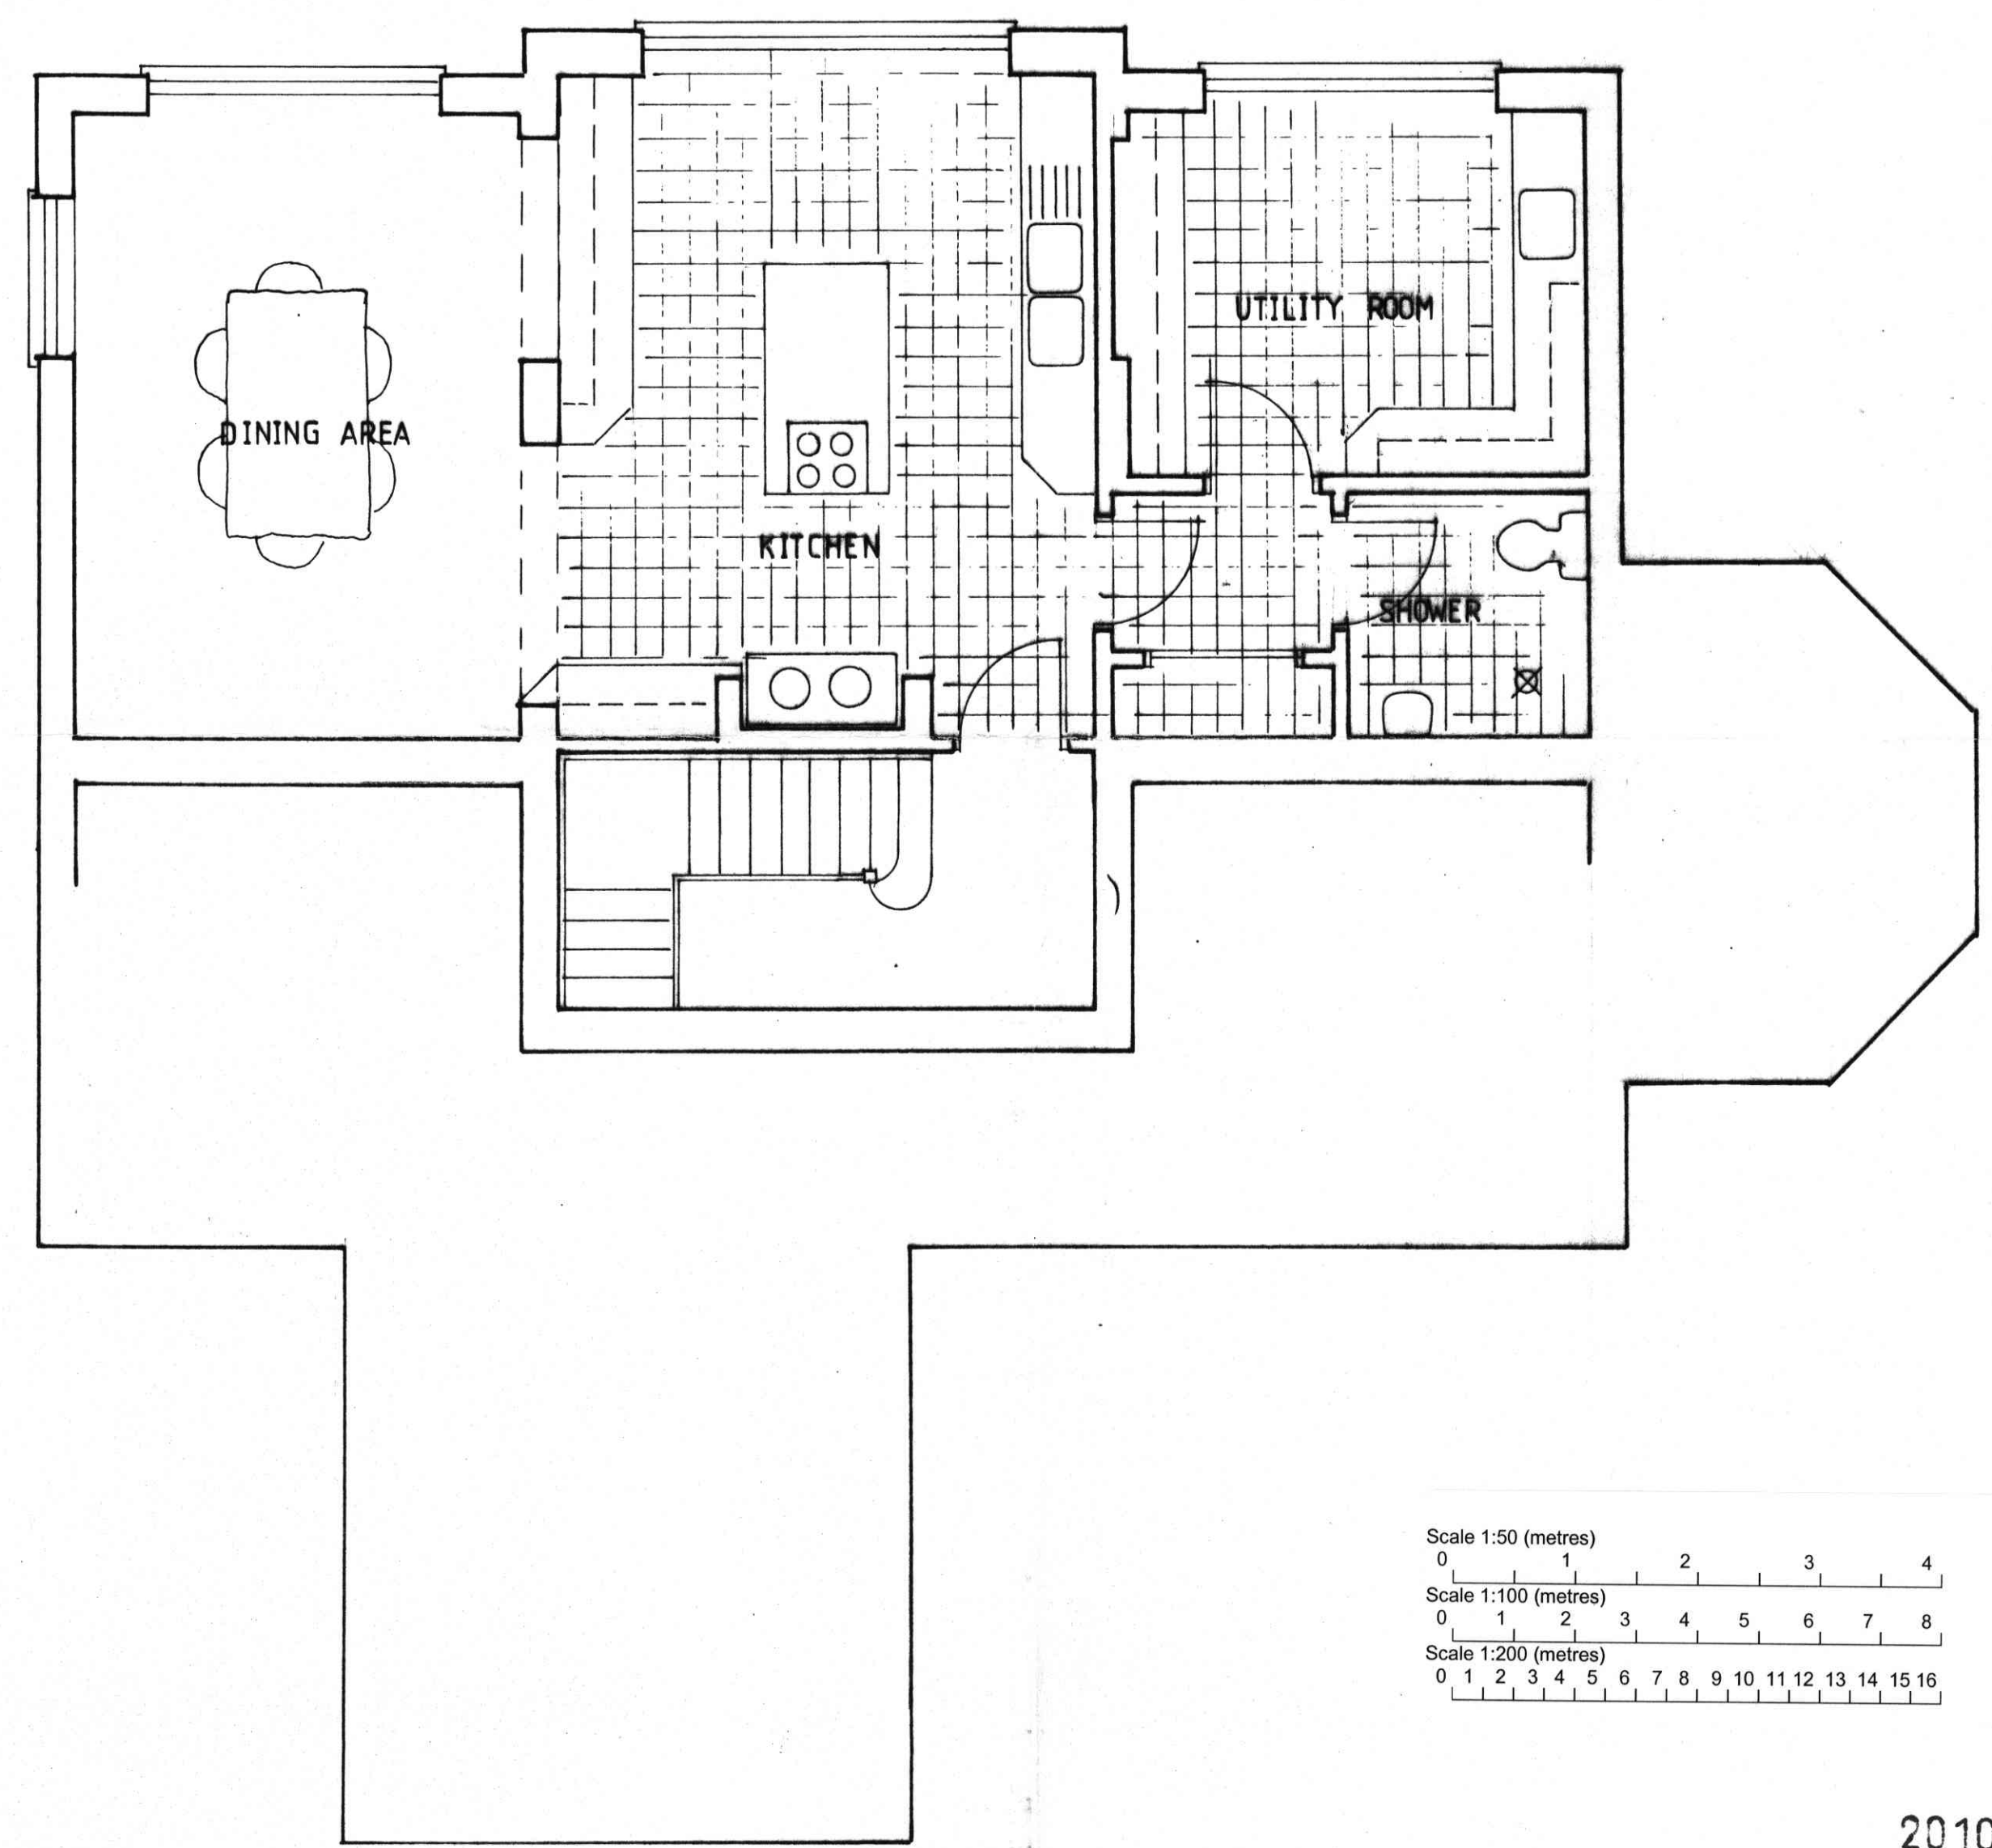 UTILITY ROOM
DINING AREA
KITCHEN
SHOWER
Scale 1:50 (metres)
0 1 2 3 4
Scale 1:100 (metres)
0 1 2 3 4 5 6 7 8
Scale 1:200 (metres)
0 1 2 3 4 5 6 7 8 9 10 11 12 13 14 15 16
2010